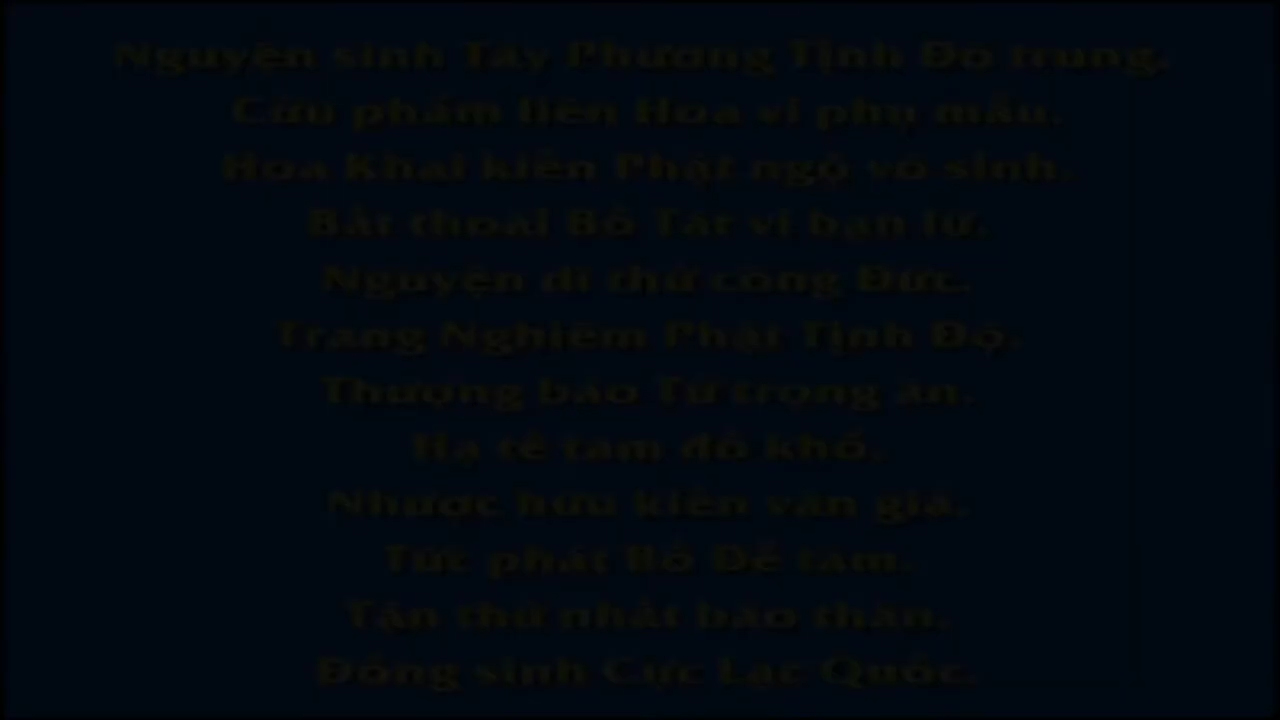 Nguyện sinh Tây Phương Tịnh Độ trung,
Cửu phẩm liên Hoa vi phụ mẫu,
Hoa Khai kiến Phật ngộ vô sinh,
Bất thoái Bồ Tát vi bạn lữ.
Nguyện dĩ thử công Đức,
Trang Nghiêm Phật Tịnh Độ,
Thượng báo Tứ trọng ân,
Hạ tế tam đồ khổ,
Nhược hữu kiến văn giả,
Tức phát Bồ Đề tâm,
Tận thử nhất báo thân,
Đồng sinh Cực Lạc Quốc.